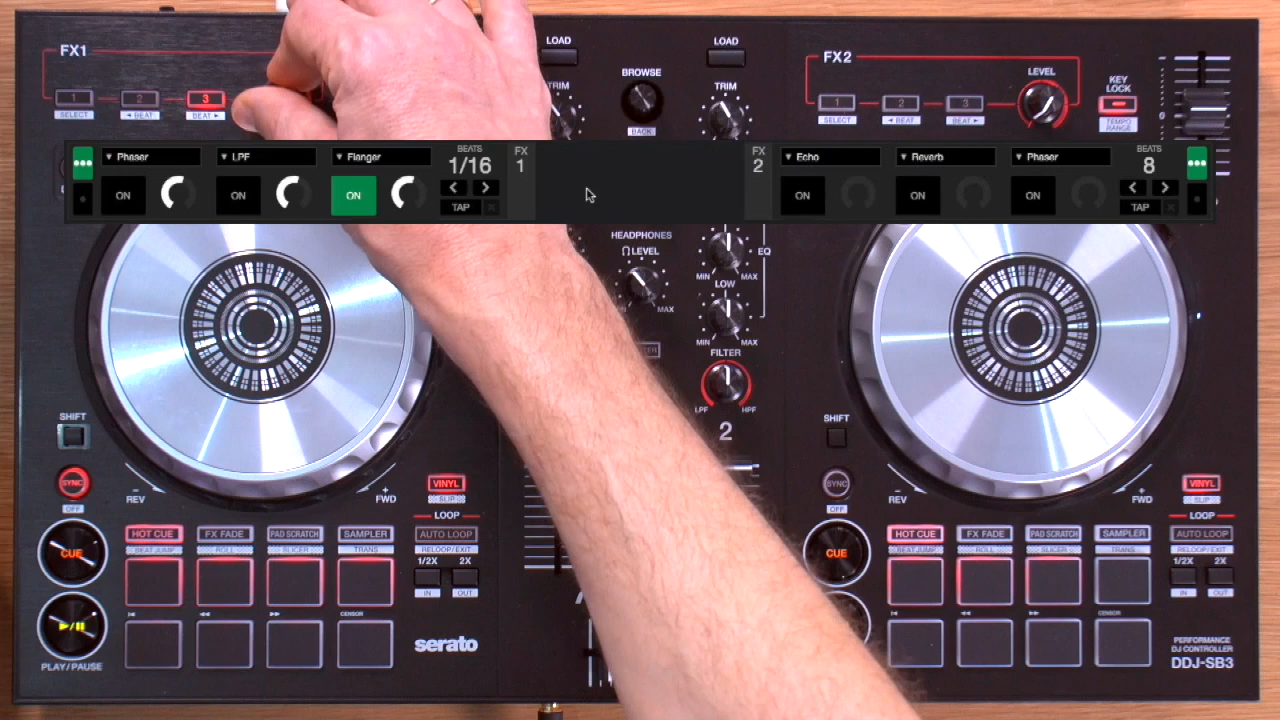 FX1
1
2
3
SELECT
◄ BEAT
BEAT ►
LOAD
TRIM
BROWSE
BACK
LOAD
TRIM
FX2
1
2
3
SELECT
◄ BEAT
BEAT ►
LEVEL
KEY
LOCK
TEMPO
RANGE
0
Phaser
LPF
Flanger
BEATS
1/16
ON
ON
ON
TAP
FX
1
FX
2
Echo
Reverb
Phaser
BEATS
8
ON
ON
ON
TAP
HEADPHONES
LEVEL
MIN
MAX
EQ
MIN
MAX
LOW
MIN
MAX
FILTER
LPF
HPF
2
SHIFT
SYNC
OFF
REV
FWD
VINYL
SLIP
LOOP
HOT CUE
FX FADE
PAD SCRATCH
SAMPLER
AUTO LOOP
BEAT JUMP
ROLL
SLICER
TRANS
RELOOP/EXIT
CUE
1/2X
2X
IN
OUT
CENSOR
PLAY/PAUSE
serato
SHIFT
SYNC
OFF
REV
FWD
VINYL
SLIP
LOOP
HOT CUE
FX FADE
PAD SCRATCH
SAMPLER
AUTO LOOP
BEAT JUMP
ROLL
SLICER
TRANS
RELOOP/EXIT
CUE
1/2X
2X
IN
OUT
CENSOR
PERFORMANCE
DJ CONTROLLER
DDJ-SB3